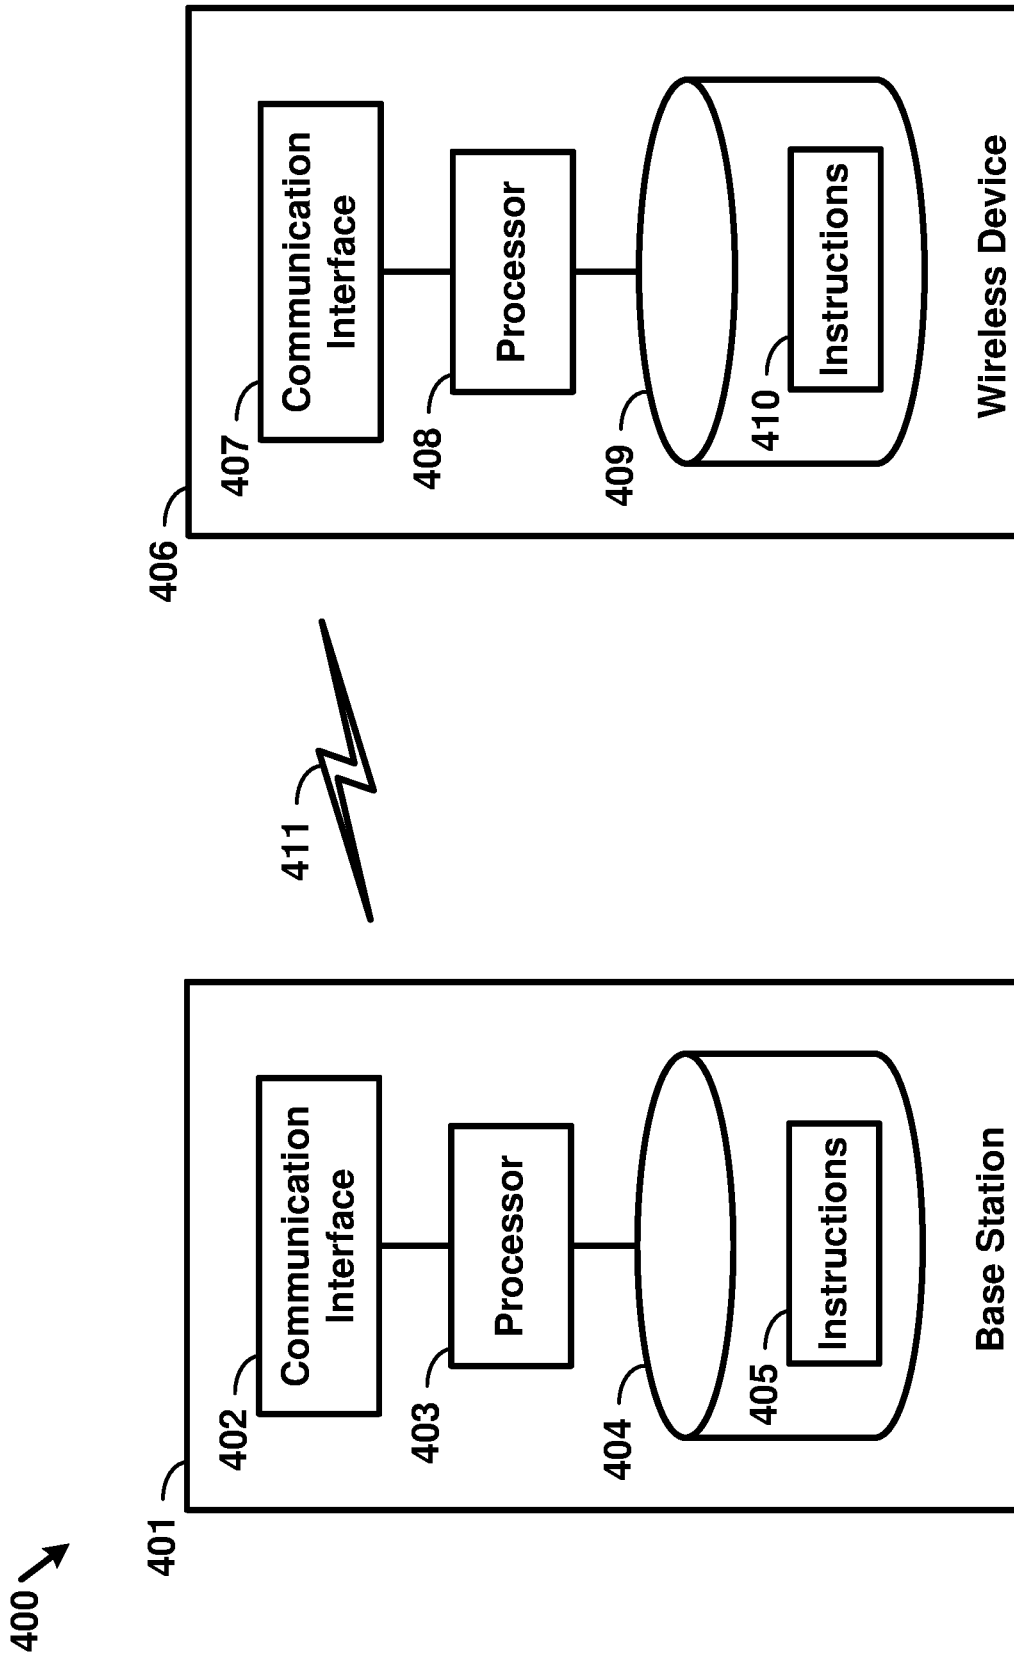 400
401
402
Communication
Interface
403
Processor
404
405
Instructions
Base Station
411
406
407
Communication
Interface
408
Processor
409
410
Instructions
Wireless Device